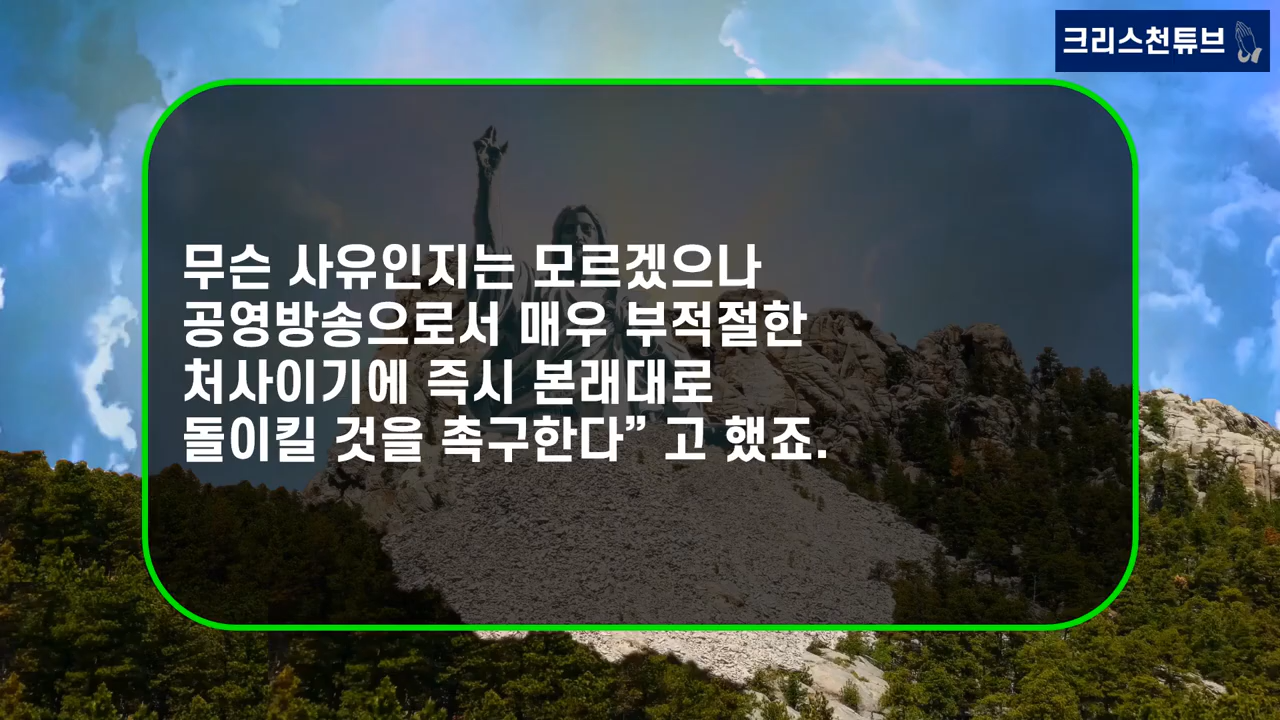 크리스천튜브
무슨 사유인지는 모르겠으나
공영방송으로서 매우 부적절한
처사이기에 즉시 본래대로
돌이킬 것을 촉구한다” 고 했죠.